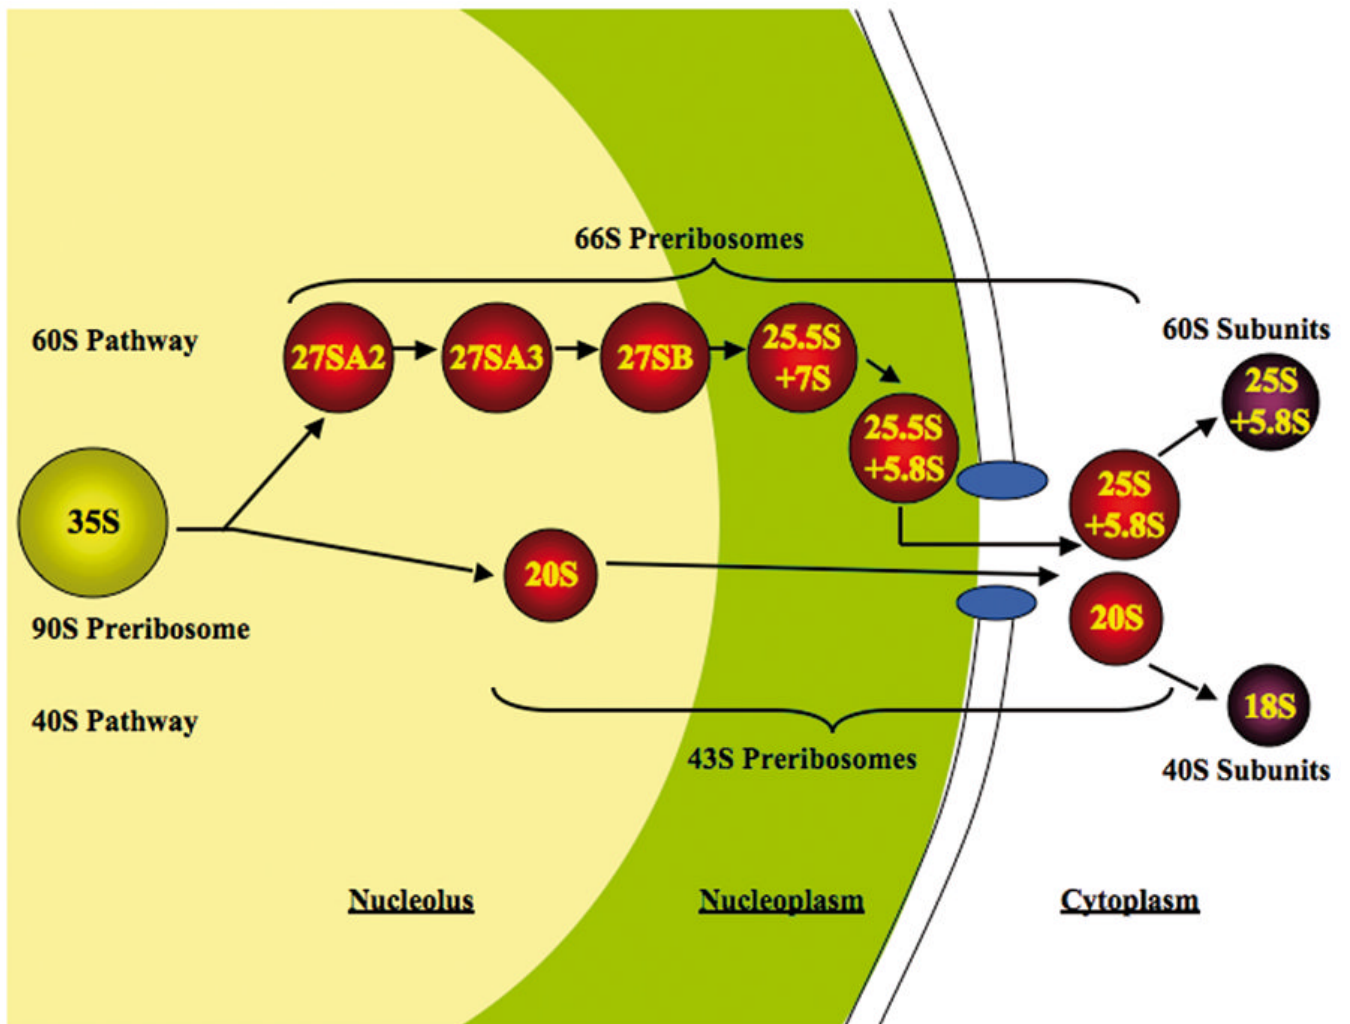 66S Preribosomes
60S Pathway
27SA2
27SA3
27SB
25.5S
+7S
25.5S
+5.8S
60S Subunits
25S
+5.8S
25S
+5.8S
35S
90S Preribosome
20S
20S
40S Pathway
43S Preribosomes
18S
40S Subunits
Nucleolus
Nucleoplasm
Cytoplasm